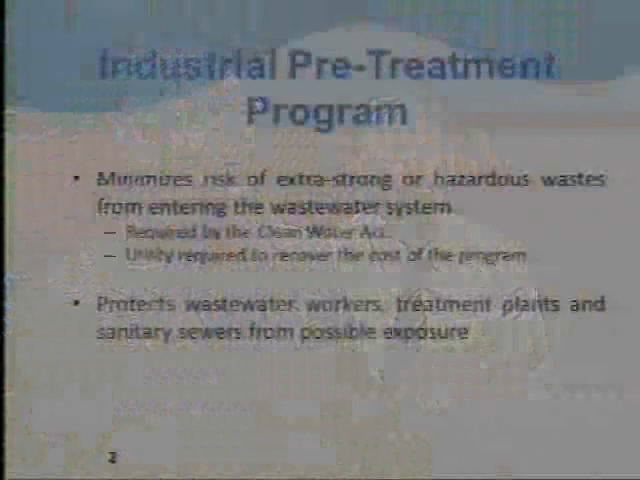 Industrial Pre-Treatment
Program
• Minimizes risk of extra-strong or hazardous wastes
from entering the wastewater system
– Required by the Clean Water Act
– Utility required to recover the cost of the program
• Protects wastewater workers, treatment plants and
sanitary sewers from possible exposure
2